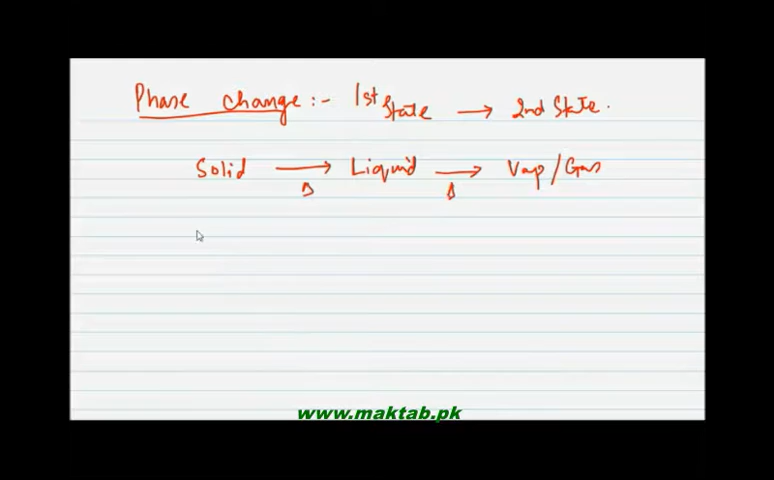 Phase change :- 1st State → 2nd State.
Solid → Liquid → Vap/Gas
Δ Δ
www.maktab.pk